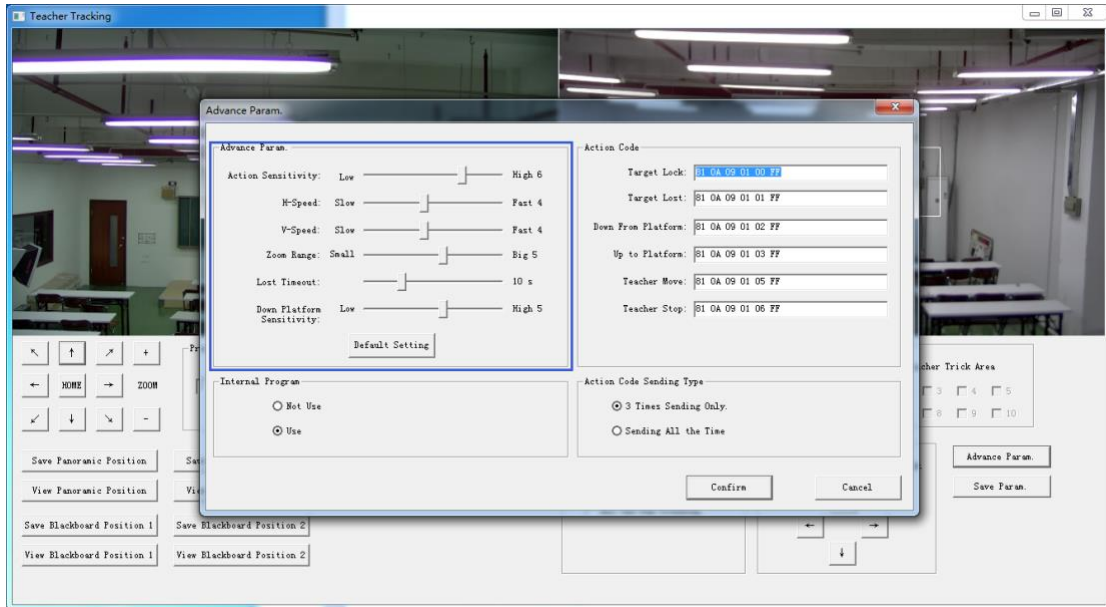 Teacher Tracking
Advance Param.
Advance Param.
Action Sensitivity: Low High 6
H-Speed: Slow Fast 4
V-Speed: Slow Fast 4
Zoom Range: Small Big 5
Lost Timeout: 10 s
Down Platform Sensitivity: Low High 5
Default Setting
Action Code
Target Lock: 81 0A 09 01 00 FF
Target Lost: 81 0A 09 01 01 FF
Down From Platform: 81 0A 09 01 02 FF
Up to Platform: 81 0A 09 01 03 FF
Teacher Move: 81 0A 09 01 05 FF
Teacher Stop: 81 0A 09 01 06 FF
Internal Program
Not Use
Use
Action Code Sending Type
3 Times Sending Only.
Sending All the Time
Confirm Cancel
HOME ZOOM
Trick Area
3 4 5
8 9 10
Save Panoramic Position
View Panoramic Position
Save Blackboard Position 1 Save Blackboard Position 2
View Blackboard Position 1 View Blackboard Position 2
Advance Param.
Save Param.